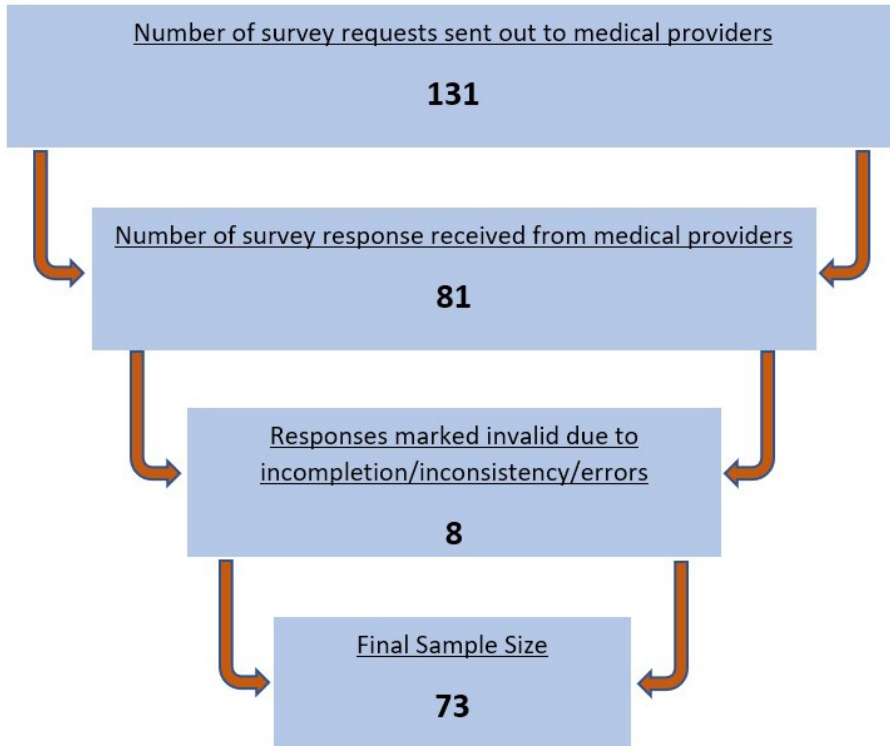 Number of survey requests sent out to medical providers
131
Number of survey response received from medical providers
81
Responses marked invalid due to
incompletion/inconsistency/errors
8
Final Sample Size
73